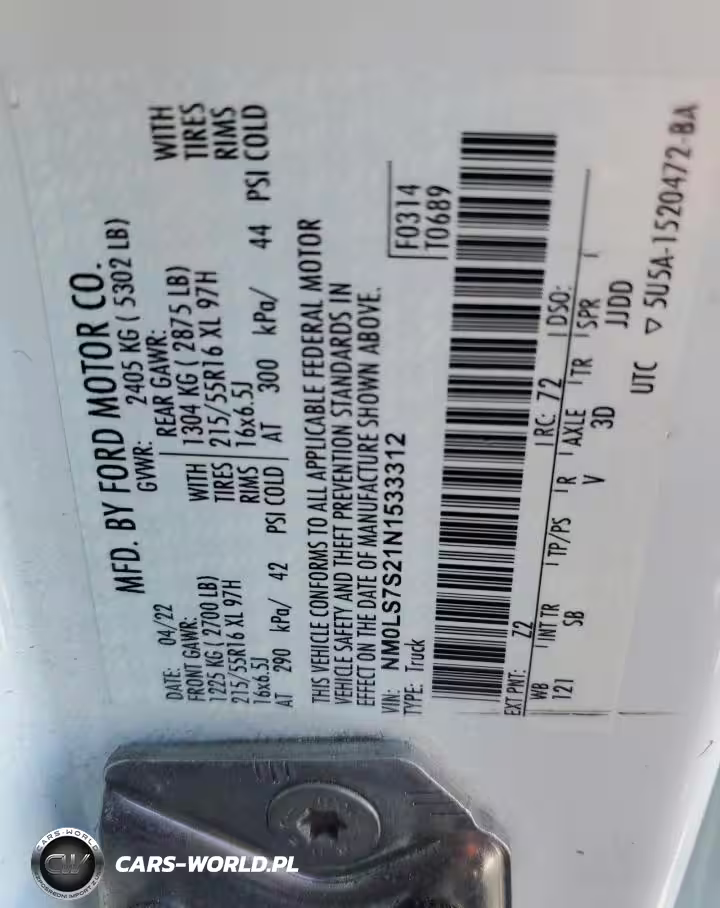 MFD. BY FORD MOTOR CO.
DATE: 04/22
GVWR: 2405 KG ( 5302 LB)
FRONT GAWR:
1225 KG ( 2700 LB)
WITH
215/55R16 XL 97H
TIRES
16x6.5J
RIMS
AT 290 kPa/ 42 PSI COLD
REAR GAWR:
1304 KG ( 2875 LB)
WITH
215/55R16 XL 97H
TIRES
16x6.5J
RIMS
AT 300 kPa/ 44 PSI COLD
THIS VEHICLE CONFORMS TO ALL APPLICABLE FEDERAL MOTOR
VEHICLE SAFETY AND THEFT PREVENTION STANDARDS IN
EFFECT ON THE DATE OF MANUFACTURE SHOWN ABOVE.
VIN: NM0LS7S21N1533312
TYPE: Truck
F0314
T0689
EXT PNT: Z2 RC: 72 DSO:
WB INT TR TP/PS R AXLE TR SPR
121 SB V 3D JJDD
UTC ▽ 5U5A-1520472-BA
CARS-WORLD
CW
CARS-WORLD.PL